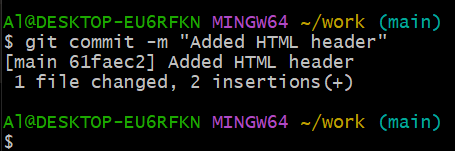 Al@DESKTOP-EU6RFKN MINGW64 ~/work (main)
$ git commit -m "Added HTML header"
[main 61faec2] Added HTML header
 1 file changed, 2 insertions(+)

Al@DESKTOP-EU6RFKN MINGW64 ~/work (main)
$